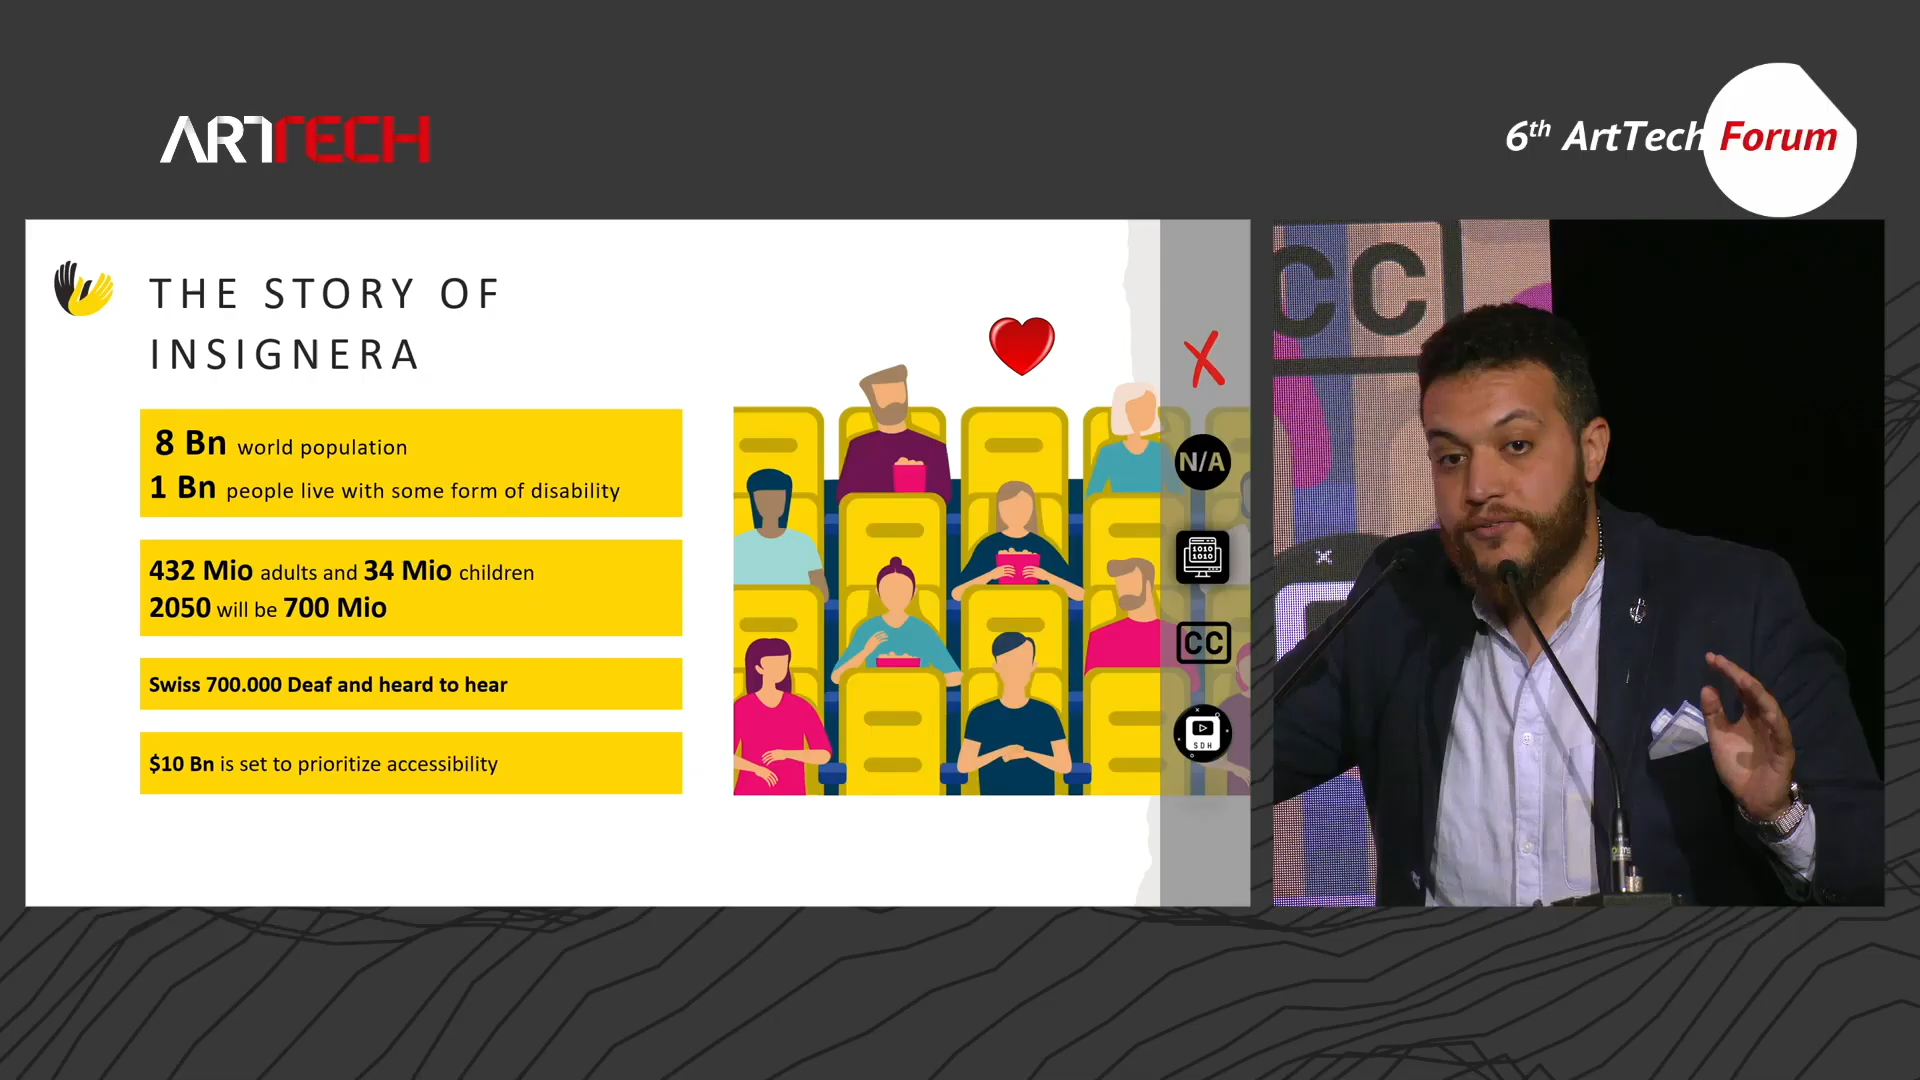 ARTTECH
6th ArtTech Forum
THE STORY OF
INSIGNERA
8 Bn world population
1 Bn people live with some form of disability
432 Mio adults and 34 Mio children
2050 will be 700 Mio
Swiss 700.000 Deaf and heard to hear
$10 Bn is set to prioritize accessibility
X
N/A
1010
1010
CC
SDH
CC